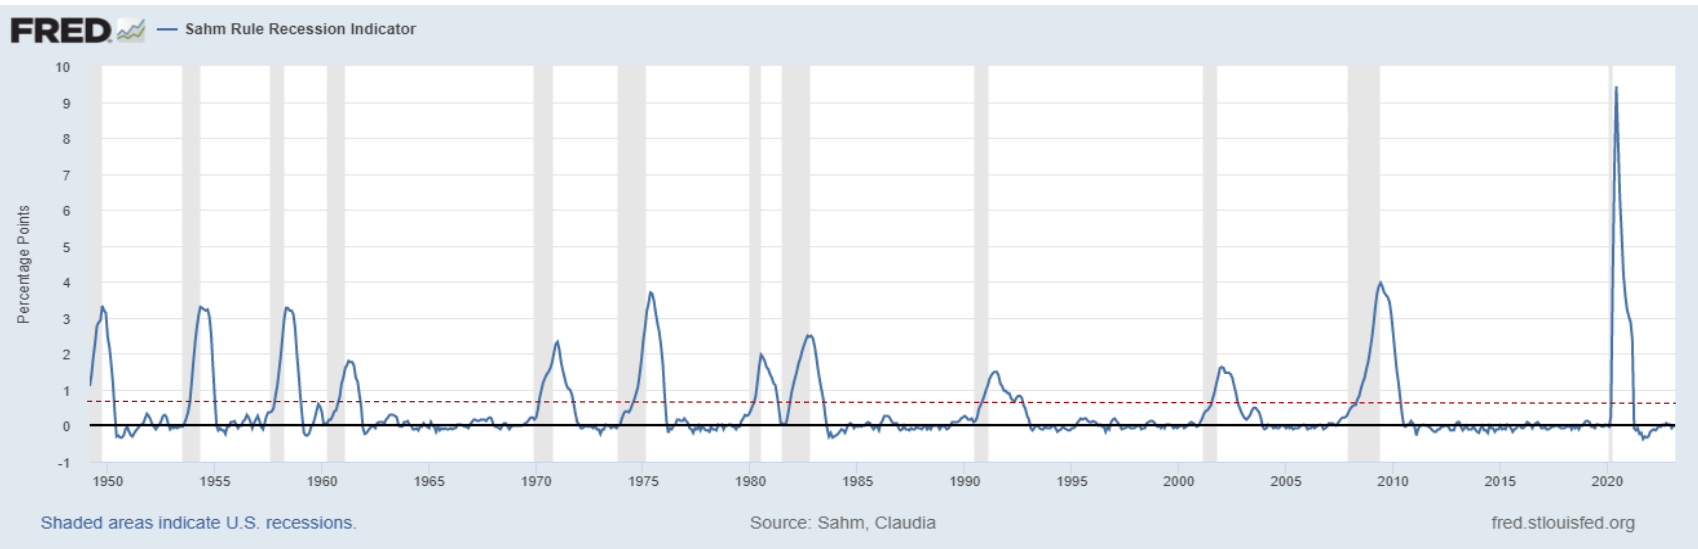 FRED
Sahm Rule Recession Indicator
10
9
8
7
6
5
4
3
2
1
0
-1
Percentage Points
1950 1955 1960 1965 1970 1975 1980 1985 1990 1995 2000 2005 2010 2015 2020
Shaded areas indicate U.S. recessions. Source: Sahm, Claudia fred.stlouisfed.org